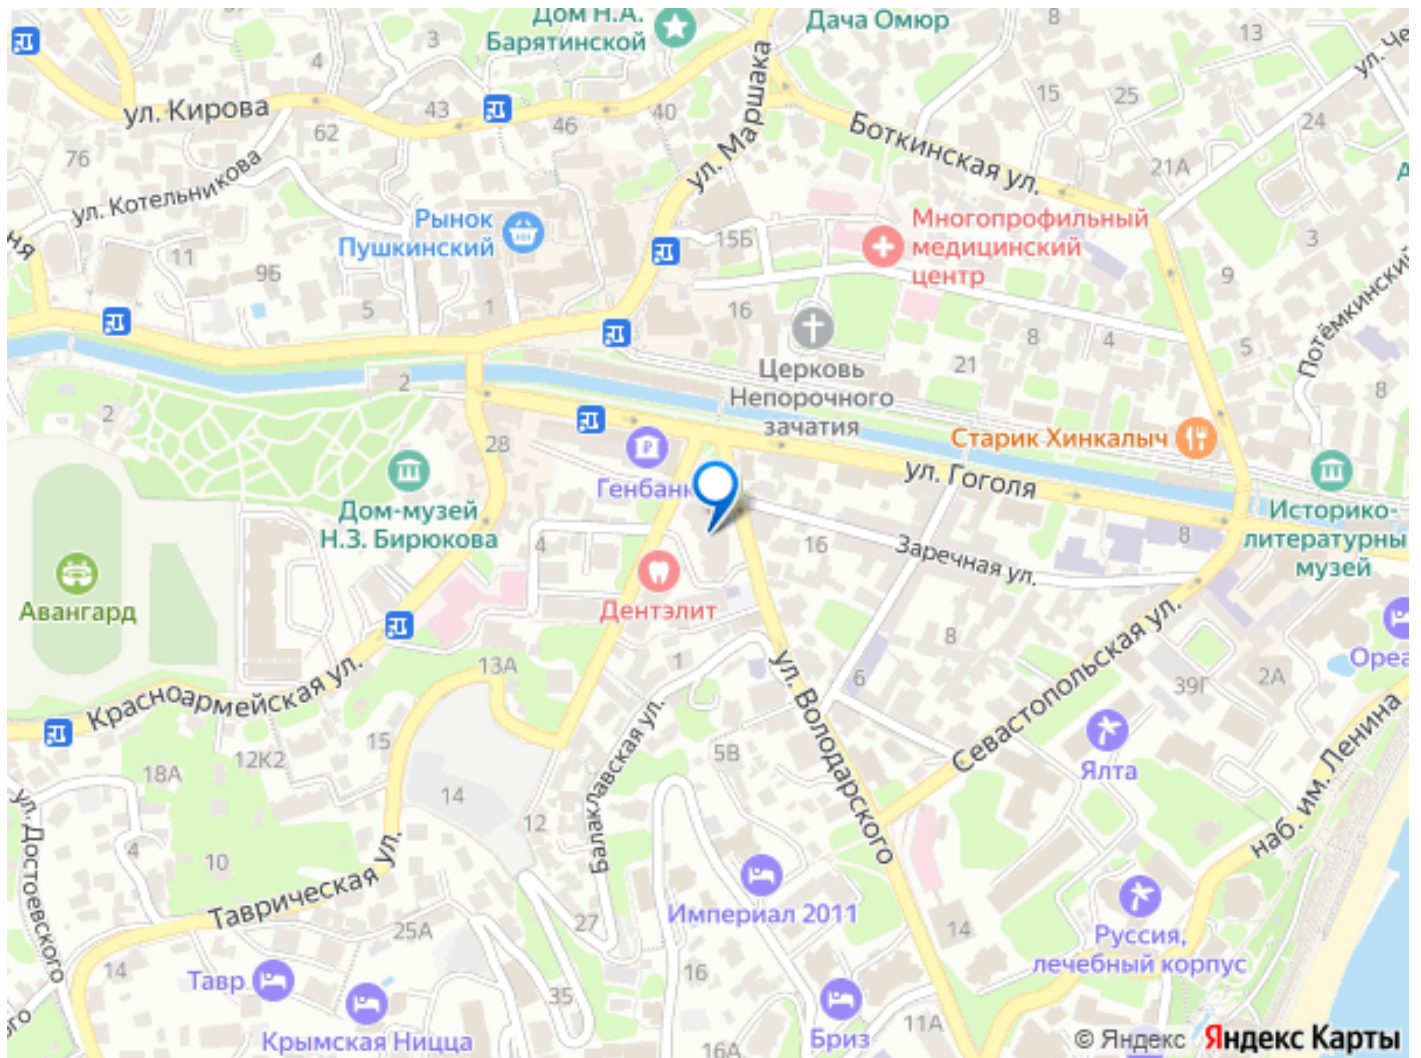 Дом Н.А.
Барятинской
Дача Омюр
8
13
ул. Че
3
4
ул. Кирова
43
46
40
62
76
ул. Маршака
Боткинская ул.
15
25
24
21А
ул. Котельникова
Рынок
Пушкинский
ня
11
9Б
5
1
15Б
16
Многопрофильный
медицинский
центр
3
9
Потёмкинский
8
4
5
21
8
Церковь
Непорочного
зачатия
Старик Хинкалыч
2
2
28
Генбанк
ул. Гоголя
Дом-музей
Н.З. Бирюкова
4
16
Заречная ул.
8
Историко-
литературны
музей
Авангард
Дентэлит
Красноармейская ул.
13А
1
8
6
ул. Володарского
Севастопольская ул.
39Г
2А
Ореа
15
12К2
18А
14
12
5В
Балаклавская ул.
Ялта
наб. им. Ленина
ул. Достоевского
4
10
Таврическая ул.
25А
27
Империал 2011
14
Руссия,
лечебный корпус
14
Тавр
35
16
Крымская Ницца
16А
Бриз
11А
ого
© Яндекс Яндекс Карты